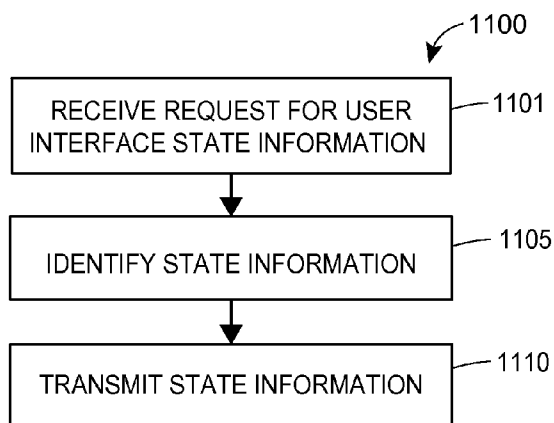 1100
RECEIVE REQUEST FOR USER
INTERFACE STATE INFORMATION
1101
IDENTIFY STATE INFORMATION
1105
TRANSMIT STATE INFORMATION
1110